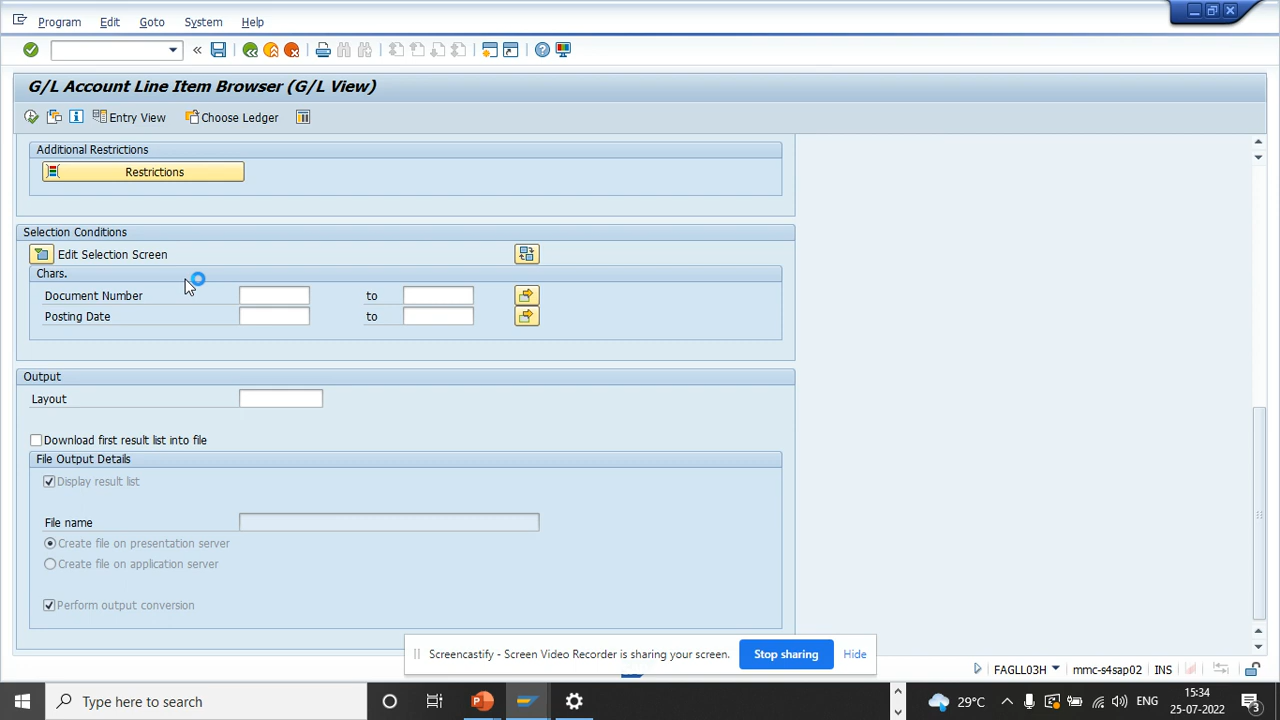 Program Edit Goto System Help
G/L Account Line Item Browser (G/L View)
Entry View Choose Ledger
Additional Restrictions
Restrictions
Selection Conditions
Edit Selection Screen
Chars.
Document Number to
Posting Date to
Output
Layout
Download first result list into file
File Output Details
Display result list
File name
Create file on presentation server
Create file on application server
Perform output conversion
Screencastify - Screen Video Recorder is sharing your screen. Stop sharing Hide
FAGLL03H mmc-s4sap02 INS
Type here to search 29°C ENG 15:34
25-07-2022 3